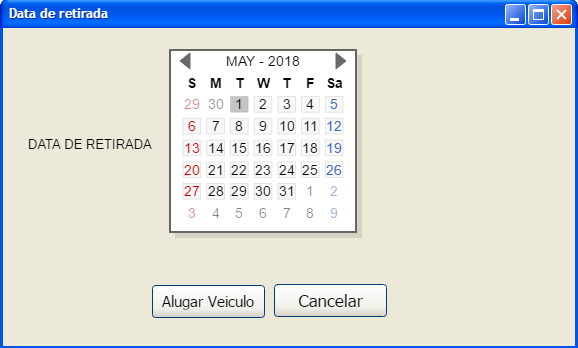 Data de retirada
MAY - 2018
S M T W T F Sa
29 30 1 2 3 4 5
6 7 8 9 10 11 12
13 14 15 16 17 18 19
DATA DE RETIRADA
20 21 22 23 24 25 26
27 28 29 30 31 1 2
3 4 5 6 7 8 9
Alugar Veiculo
Cancelar